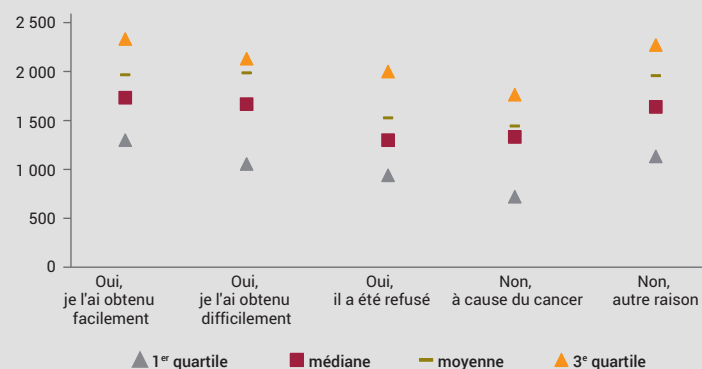 2 500
2 000
1 500
1 000
500
0
Oui,
je l'ai obtenu
facilement
Oui,
je l'ai obtenu
difficilement
Oui,
il a été refusé
Non,
à cause du cancer
Non,
autre raison
1er quartile médiane moyenne 3e quartile